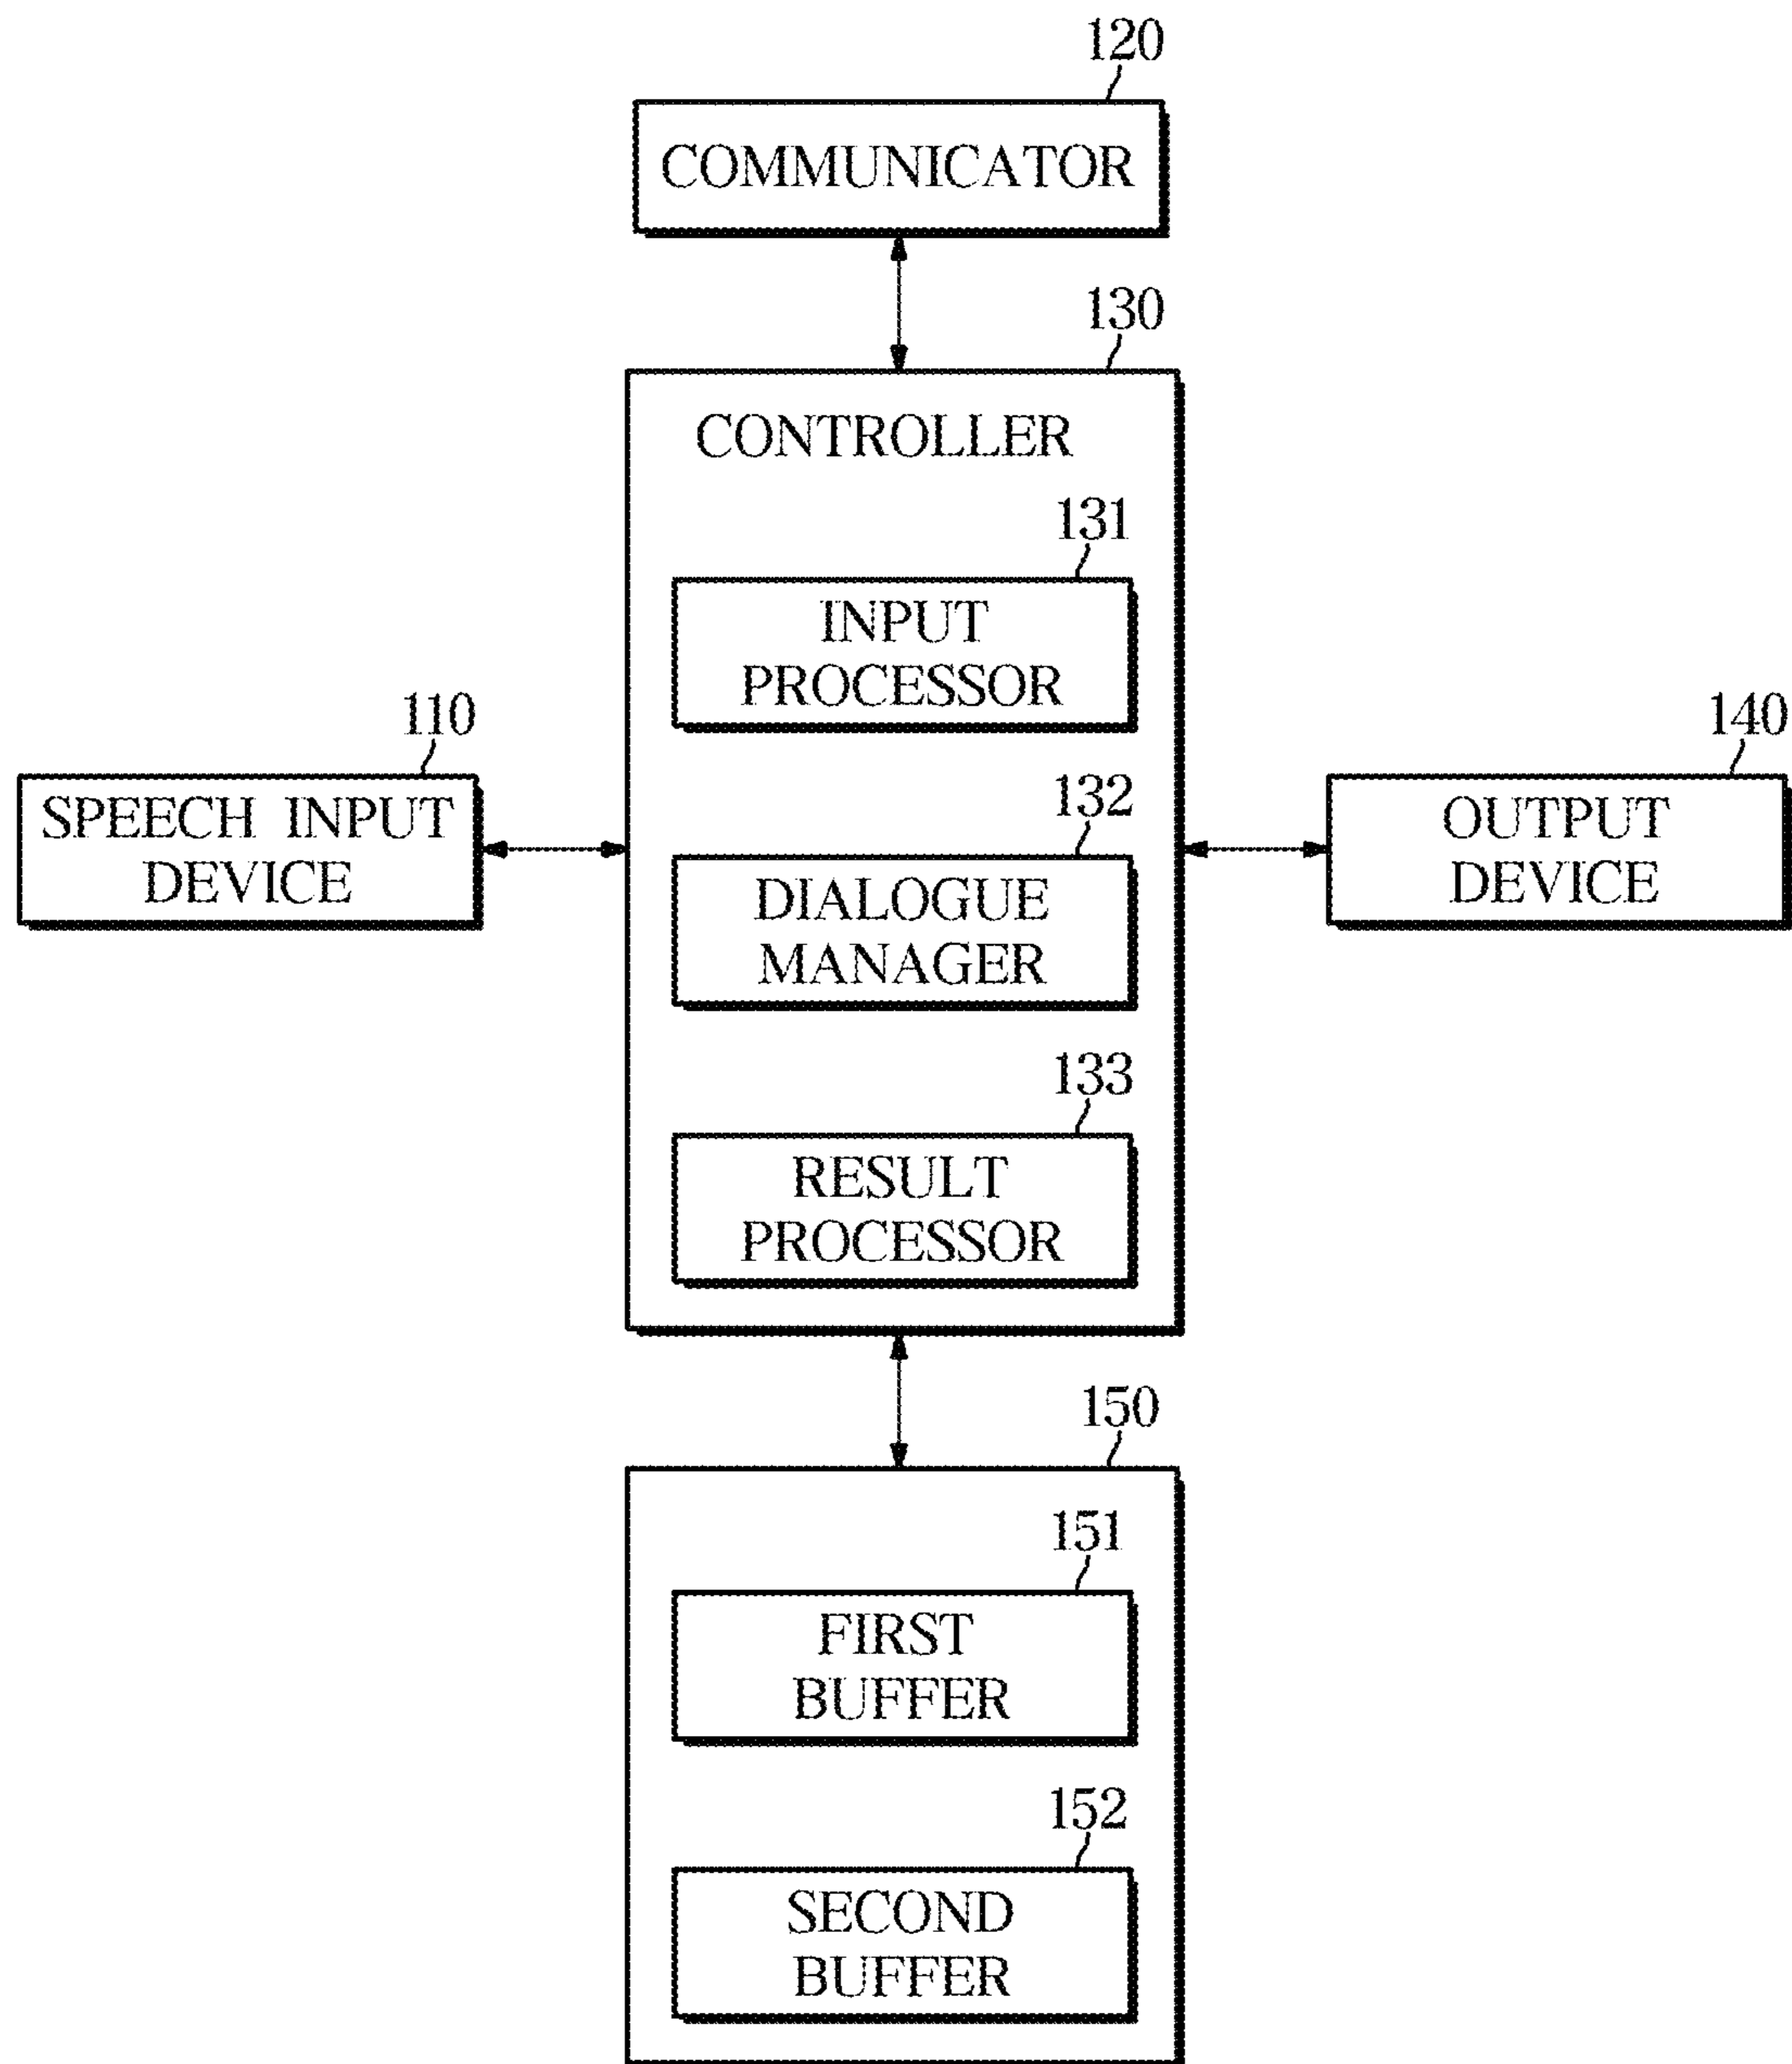 120
COMMUNICATOR
130
CONTROLLER
131
INPUT
PROCESSOR
110
SPEECH INPUT
DEVICE
132
DIALOGUE
MANAGER
140
OUTPUT
DEVICE
133
RESULT
PROCESSOR
150
151
FIRST
BUFFER
152
SECOND
BUFFER